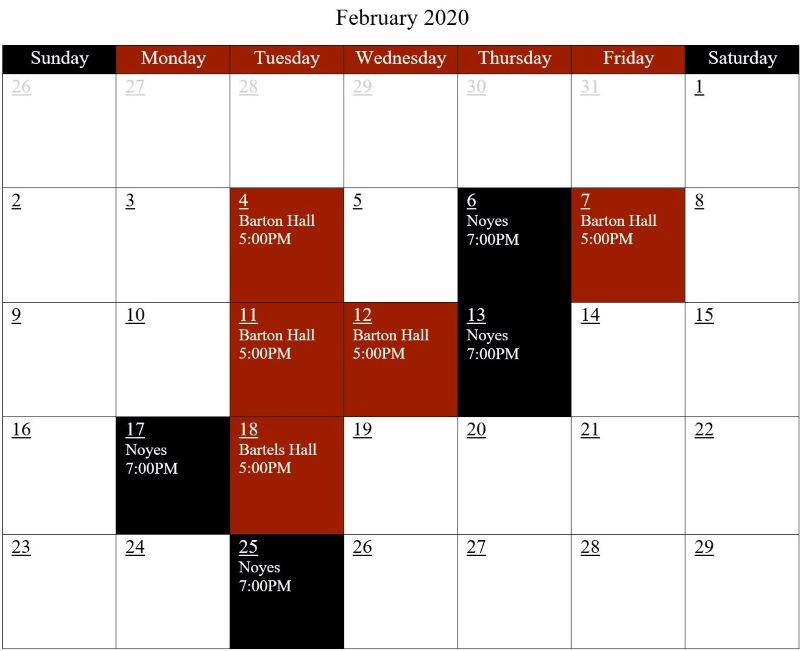 February 2020
Sunday Monday Tuesday Wednesday Thursday Friday Saturday
26 27 28 29 30 31 1
2 3 4 5 6 7 8
Barton Hall Noyes Barton Hall
5:00PM 7:00PM 5:00PM
9 10 11 12 13 14 15
Barton Hall Barton Hall Noyes
5:00PM 5:00PM 7:00PM
16 17 18 19 20 21 22
Noyes Bartels Hall
7:00PM 5:00PM
23 24 25 26 27 28 29
Noyes
7:00PM